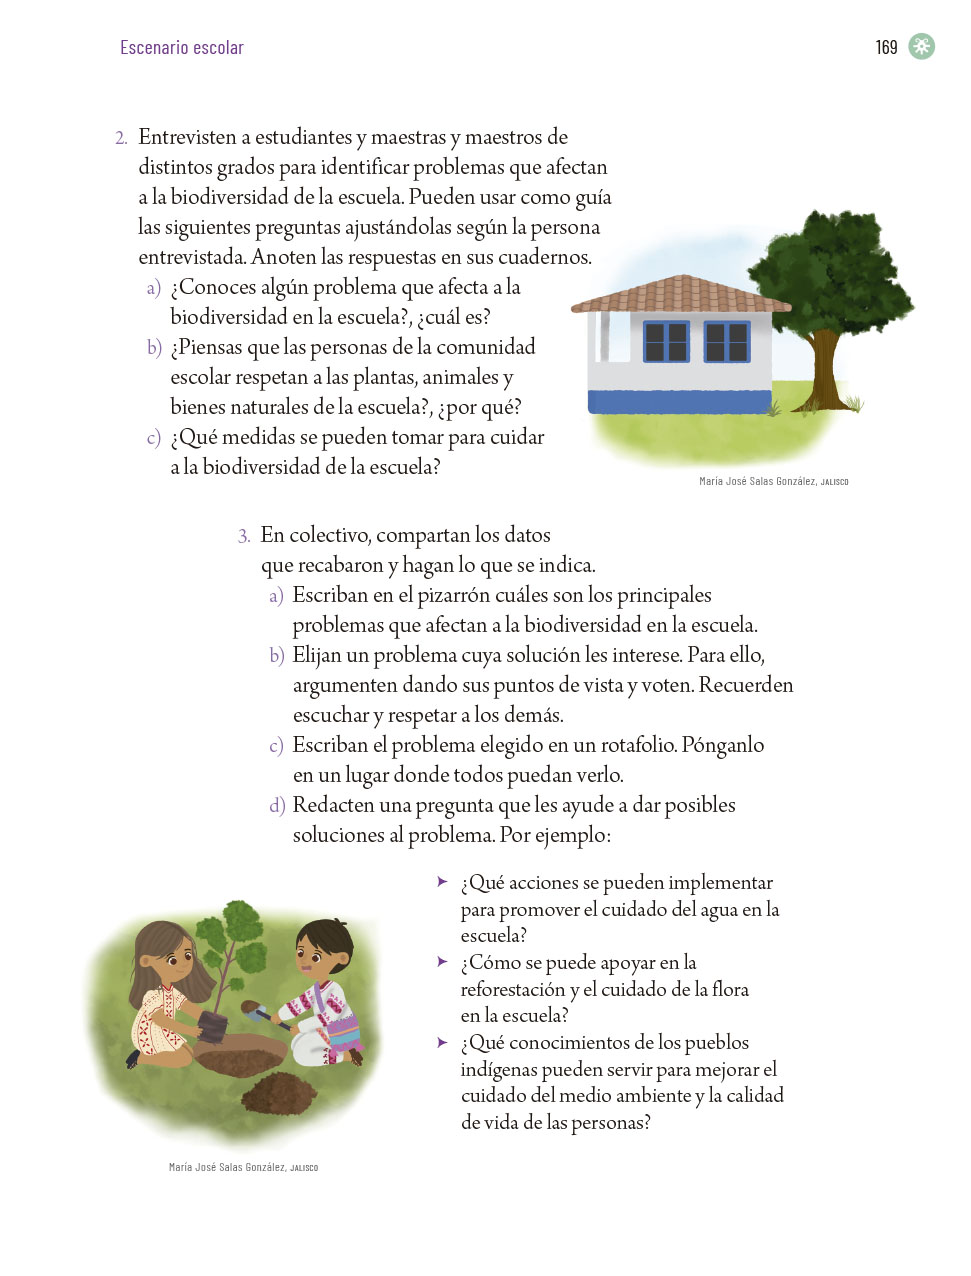 Escenario escolar
169
2. Entrevisten a estudiantes y maestras y maestros de
distintos grados para identificar problemas que afectan
a la biodiversidad de la escuela. Pueden usar como guía
las siguientes preguntas ajustándolas según la persona
entrevistada. Anoten las respuestas en sus cuadernos.
a) ¿Conoces algún problema que afecta a la
biodiversidad en la escuela?, ¿cuál es?
b) ¿Piensas que las personas de la comunidad
escolar respetan a las plantas, animales y
bienes naturales de la escuela?, ¿por qué?
c) ¿Qué medidas se pueden tomar para cuidar
a la biodiversidad de la escuela?
María José Salas González, JALISCO
3. En colectivo, compartan los datos
que recabaron y hagan lo que se indica.
a) Escriban en el pizarrón cuáles son los principales
problemas que afectan a la biodiversidad en la escuela.
b) Elijan un problema cuya solución les interese. Para ello,
argumenten dando sus puntos de vista y voten. Recuerden
escuchar y respetar a los demás.
c) Escriban el problema elegido en un rotafolio. Pónganlo
en un lugar donde todos puedan verlo.
d) Redacten una pregunta que les ayude a dar posibles
soluciones al problema. Por ejemplo:
➤ ¿Qué acciones se pueden implementar
para promover el cuidado del agua en la
escuela?
➤ ¿Cómo se puede apoyar en la
reforestación y el cuidado de la flora
en la escuela?
➤ ¿Qué conocimientos de los pueblos
indígenas pueden servir para mejorar el
cuidado del medio ambiente y la calidad
de vida de las personas?
María José Salas González, JALISCO